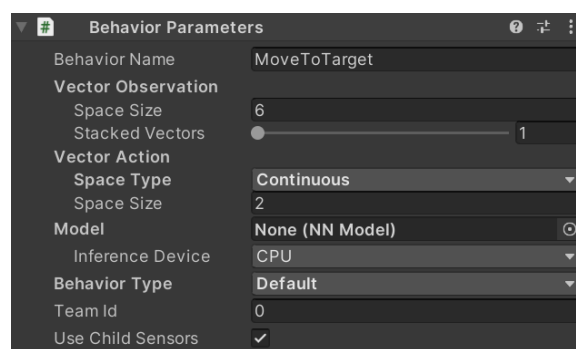 # Behavior Parameters
Behavior Name MoveToTarget
Vector Observation
Space Size 6
Stacked Vectors 1
Vector Action
Space Type Continuous
Space Size 2
Model None (NN Model)
Inference Device CPU
Behavior Type Default
Team Id 0
Use Child Sensors